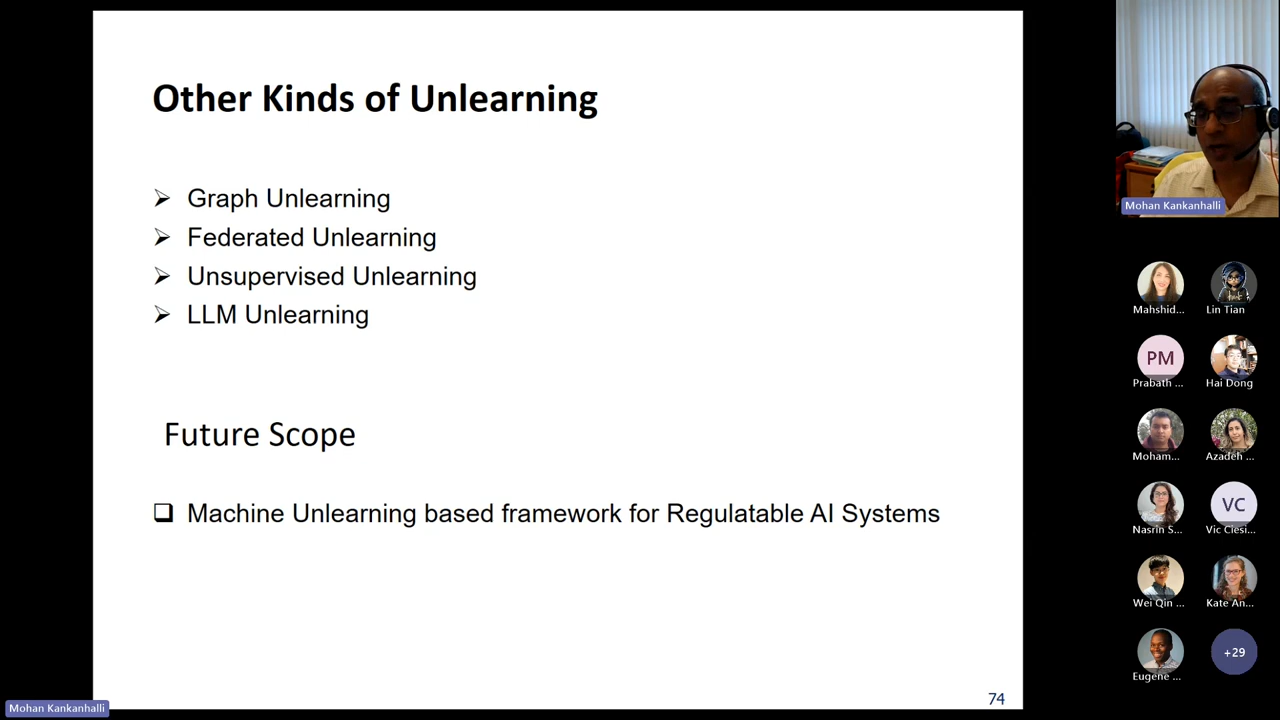 Other Kinds of Unlearning
Graph Unlearning
Federated Unlearning
Unsupervised Unlearning
LLM Unlearning
Future Scope
Machine Unlearning based framework for Regulatable AI Systems
74
Mohan Kankanhalli
Mohan Kankanhalli
Mahshid...
Lin Tian
PM
Prabath ...
Hai Dong
Moham...
Azadeh ...
Nasrin S...
VC
Vic Ciesi...
Wei Qin ...
Kate An...
Eugene ...
+29